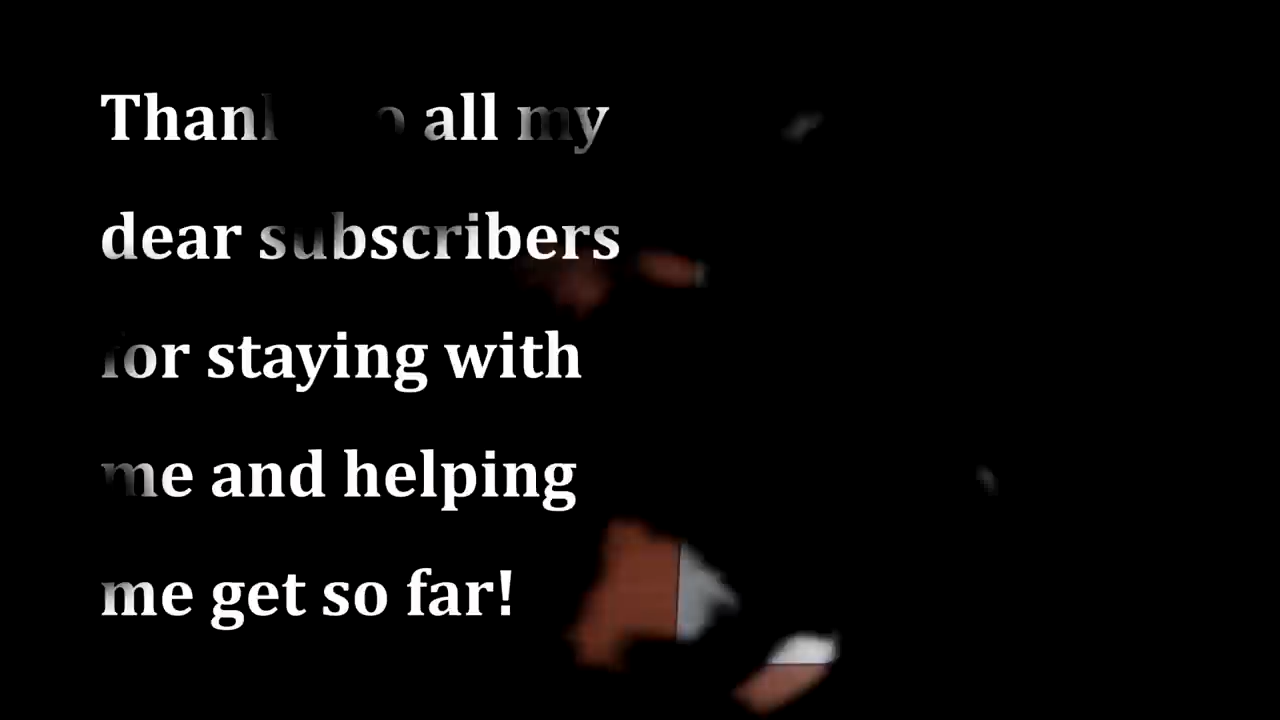 all my
dear subscribers
for staying with
me and helping
me get so far!